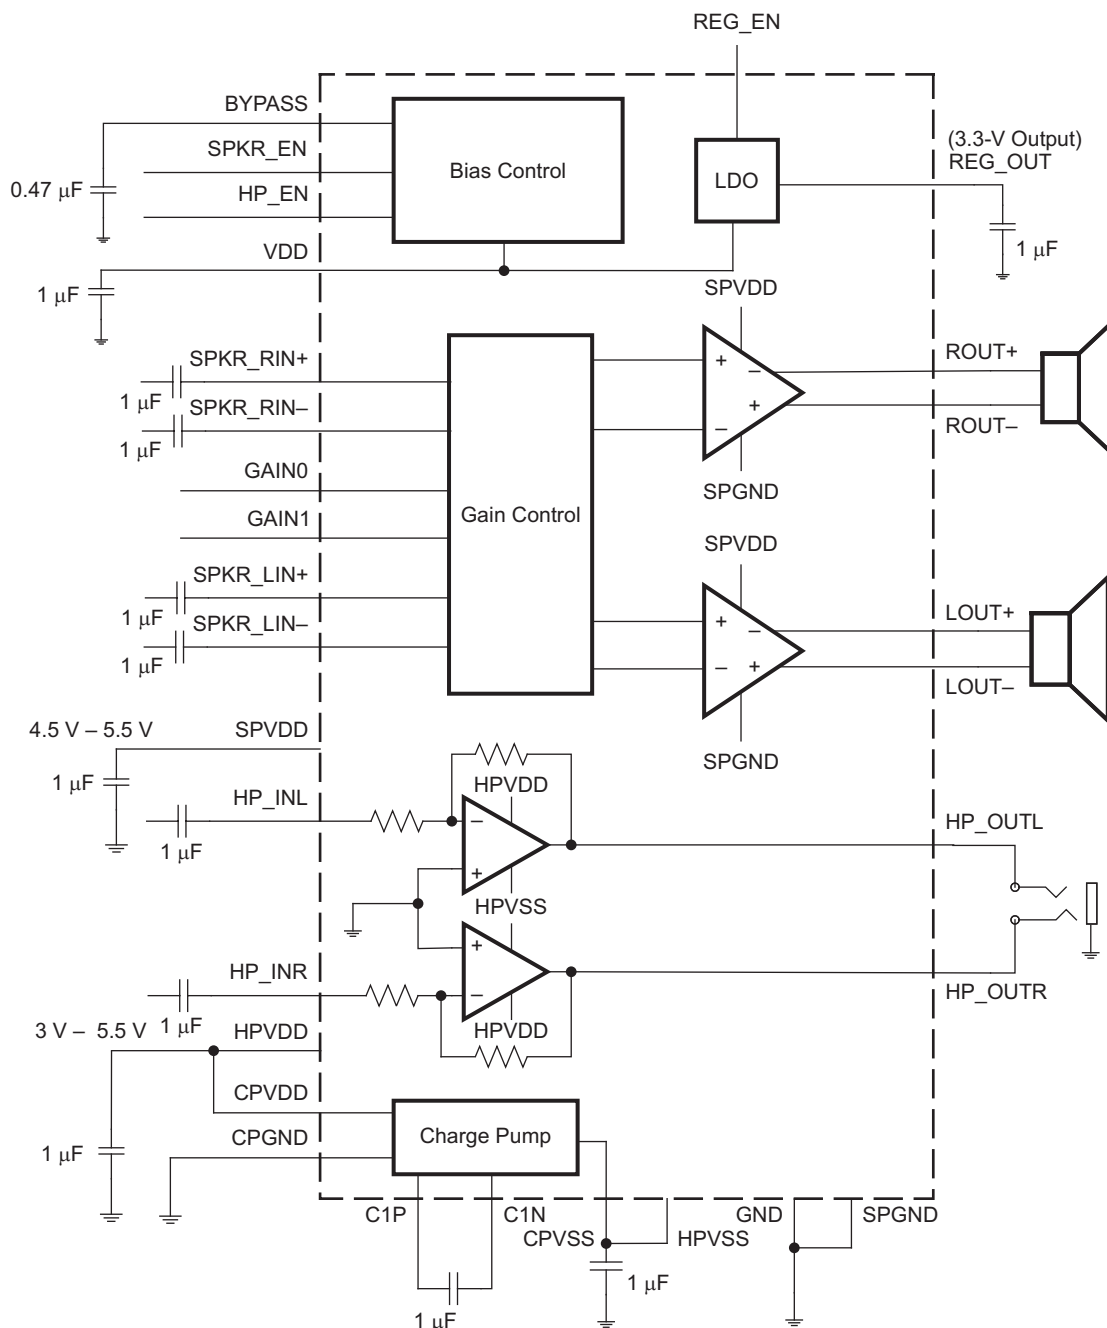 REG_EN
BYPASS
SPKR_EN
HP_EN
0.47 μF
VDD
1 μF
Bias Control
LDO
(3.3-V Output)
REG_OUT
1 μF
SPVDD
SPKR_RIN+
1 μF
SPKR_RIN–
1 μF
GAIN0
GAIN1
SPKR_LIN+
1 μF
SPKR_LIN–
1 μF
Gain Control
+
–
–
+
SPGND
ROUT+
ROUT–
SPVDD
+
–
–
+
SPGND
LOUT+
LOUT–
4.5 V – 5.5 V
SPVDD
1 μF
HP_INL
1 μF
HPVDD
–
+
HPVSS
+
–
HPVDD
HP_OUTL
HP_OUTR
HP_INR
1 μF
3 V – 5.5 V
HPVDD
CPVDD
CPGND
1 μF
Charge Pump
C1P
C1N
1 μF
CPVSS
HPVSS
1 μF
GND
SPGND